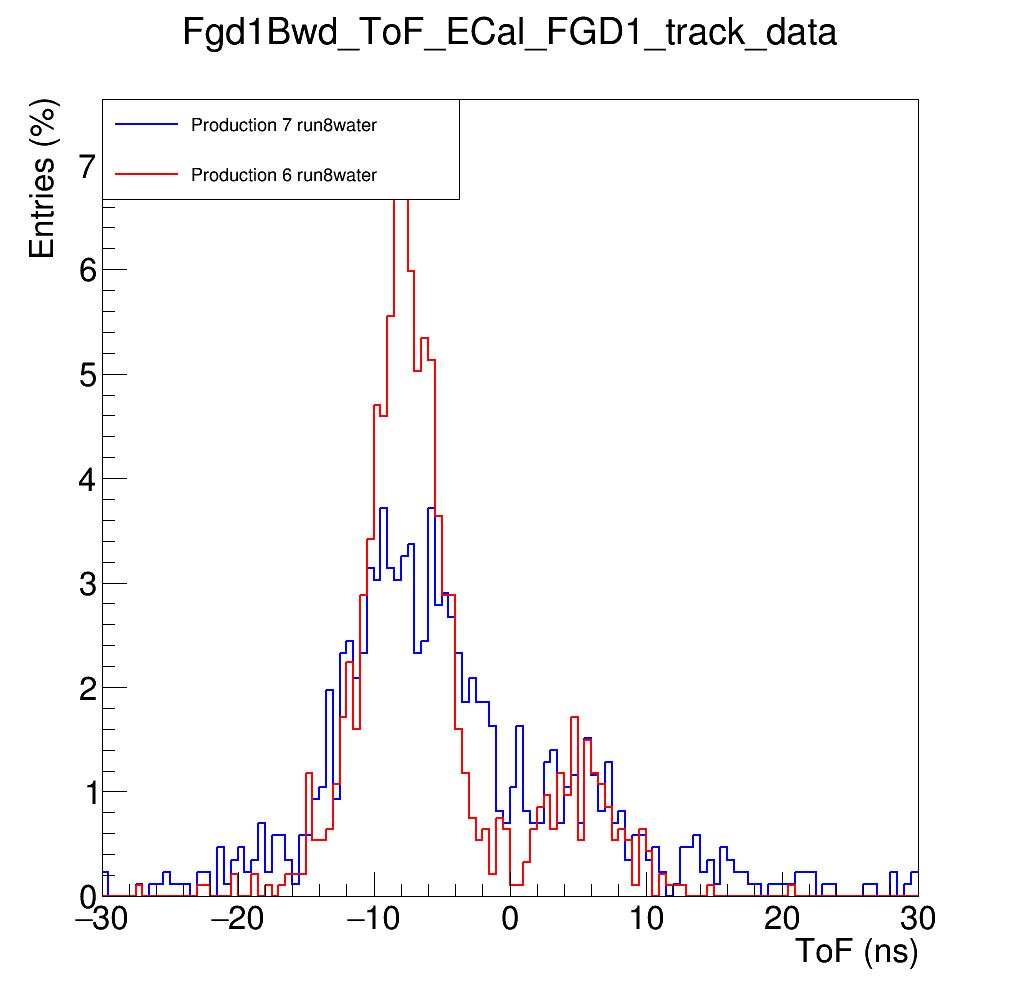 Fgd1Bwd_ToF_ECal_FGD1_track_data
Entries (%)
Production 7 run8water
Production 6 run8water
7
6
5
4
3
2
1
0
−30 −20 −10 0 10 20 30
ToF (ns)